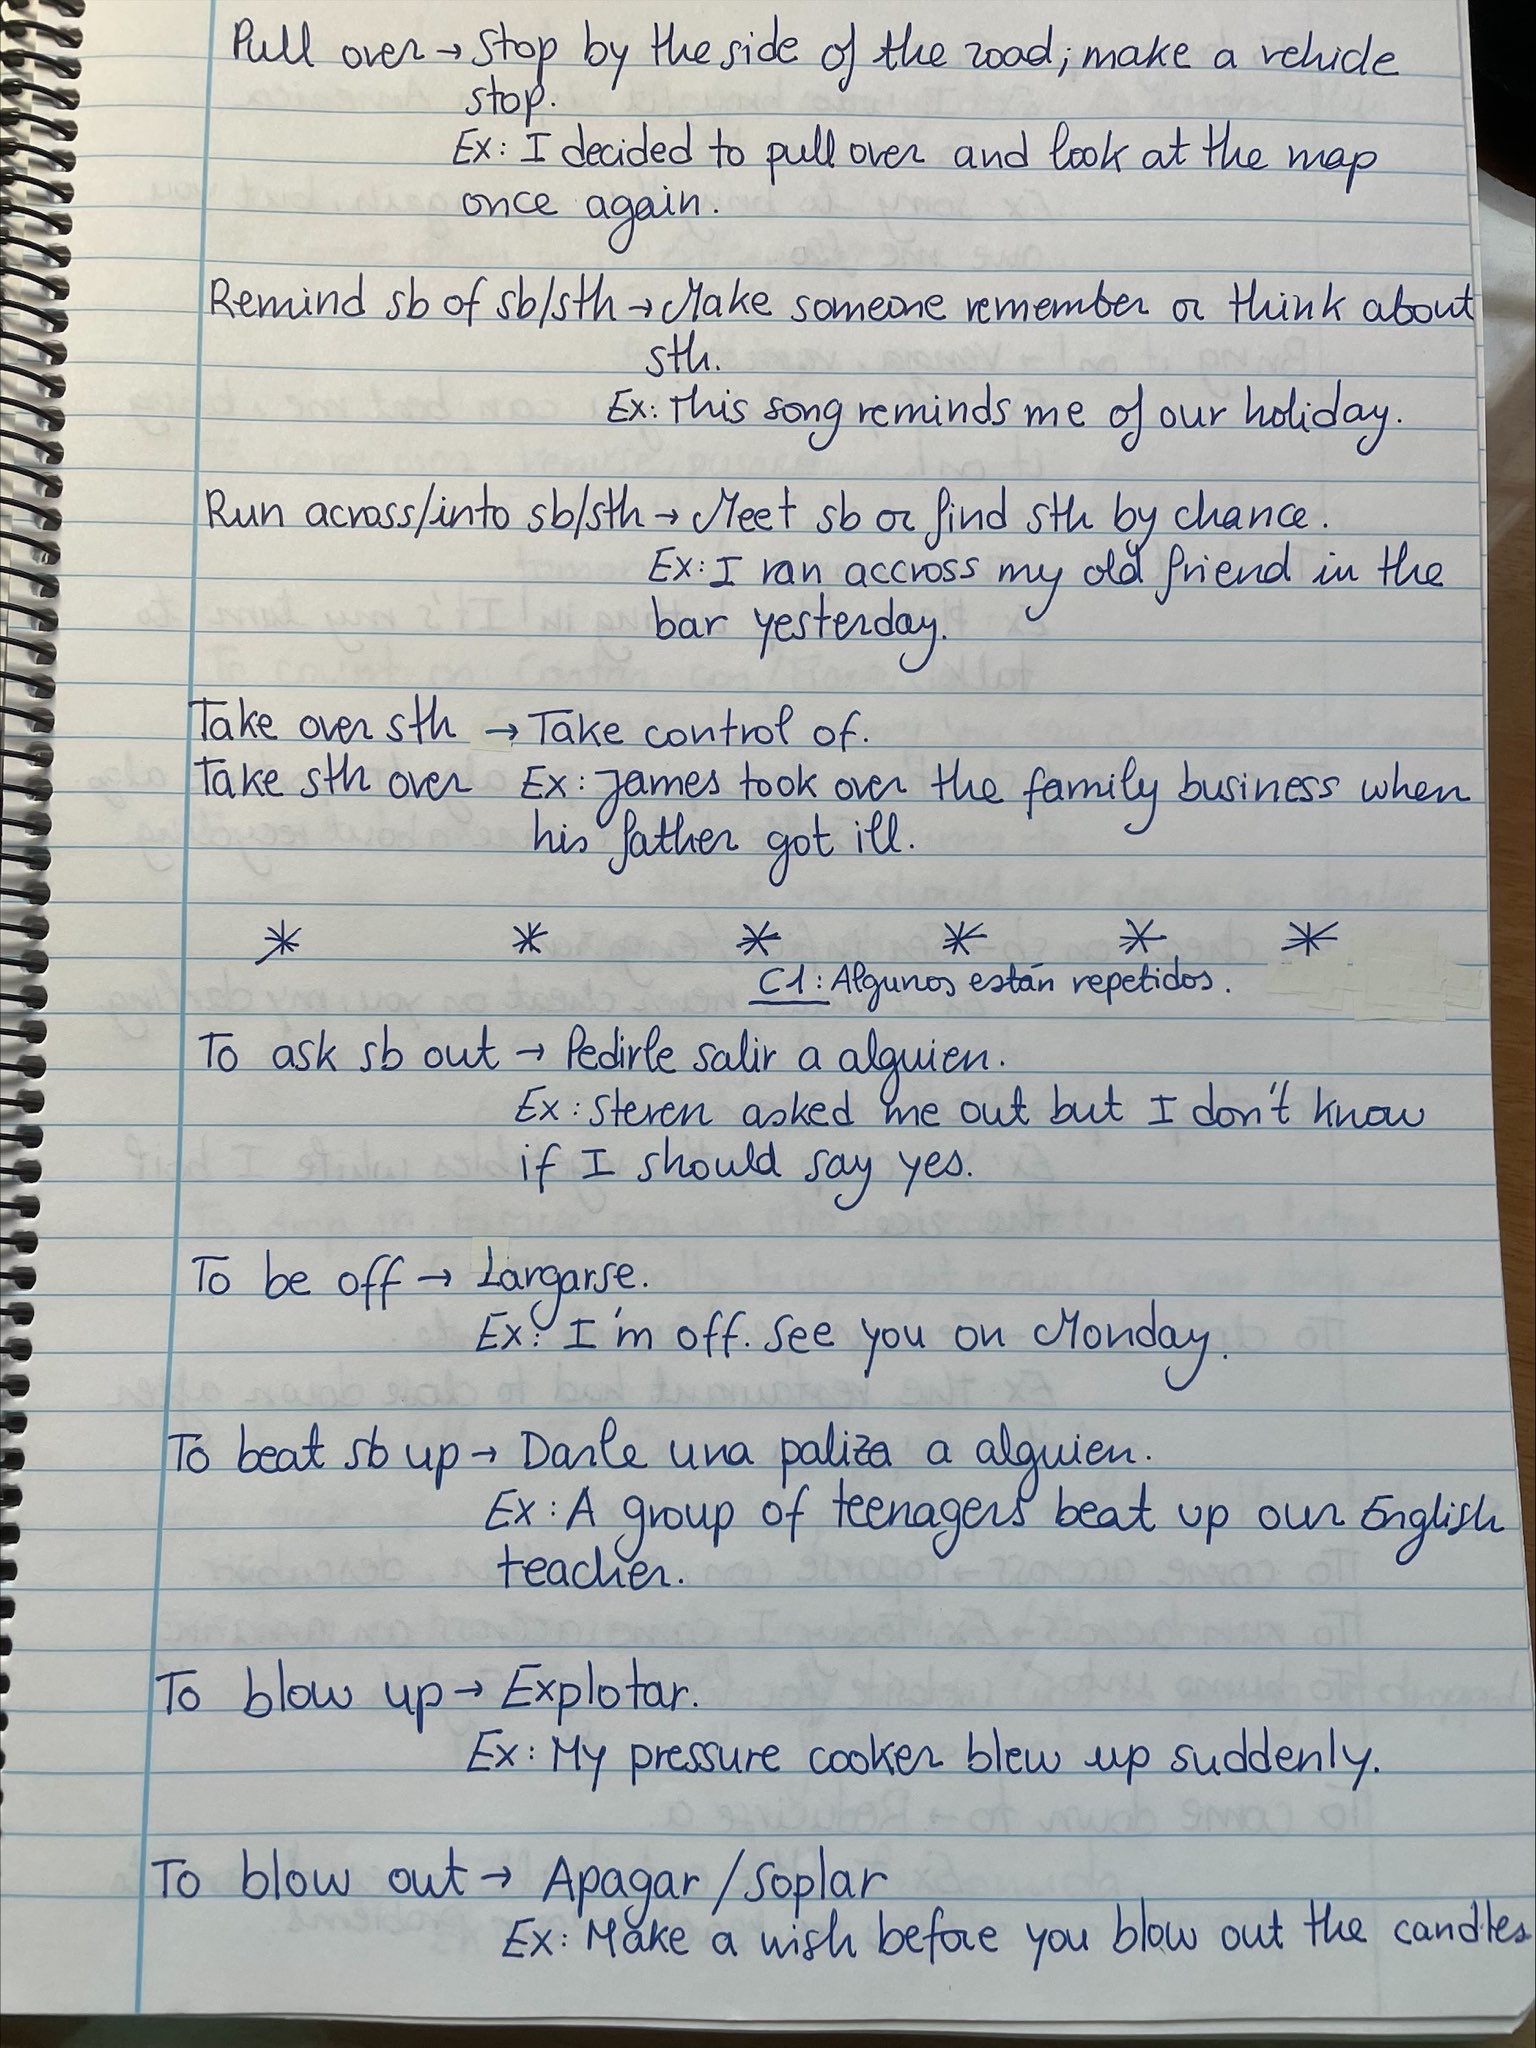 Pull over → Stop by the side of the road; make a vehicle
stop.
Ex: I decided to pull over and look at the map
once again.
Remind sb of sb/sth → Make someone remember or think about
sth.
Ex: This song reminds me of our holiday.
Run across/into sb/sth → Meet sb or find sth by chance.
Ex: I ran accross my old friend in the
bar yesterday.
Take over sth → Take control of.
Take sth over Ex: James took over the family business when
his father got ill.
* * * * * *
C1: Algunos están repetidos.
To ask sb out → Pedirle salir a alguien.
Ex: Steven asked me out but I don't know
if I should say yes.
To be off → Largarse.
Ex: I'm off. See you on Monday.
To beat sb up → Darle una paliza a alguien.
Ex: A group of teenagers beat up our English
teacher.
To blow up → Explotar.
Ex: My pressure cooker blew up suddenly.
To blow out → Apagar/Soplar
Ex: Make a wish before you blow out the candles